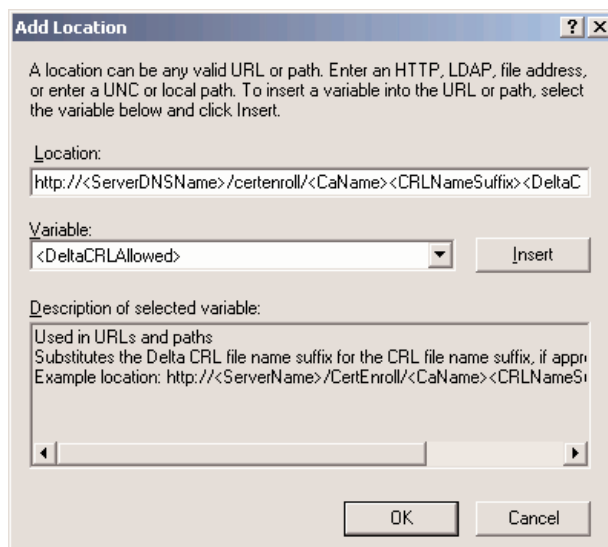 Add Location
A location can be any valid URL or path. Enter an HTTP, LDAP, file address,
or enter a UNC or local path. To insert a variable into the URL or path, select
the variable below and click Insert.
Location:
http://<ServerDNSName>/certenroll/<CaName><CRLNameSuffix><DeltaC
Variable:
<DeltaCRLAllowed>
Insert
Description of selected variable:
Used in URLs and paths
Substitutes the Delta CRL file name suffix for the CRL file name suffix, if appr
Example location: http://<ServerName>/CertEnroll/<CaName><CRLNameSu
OK
Cancel